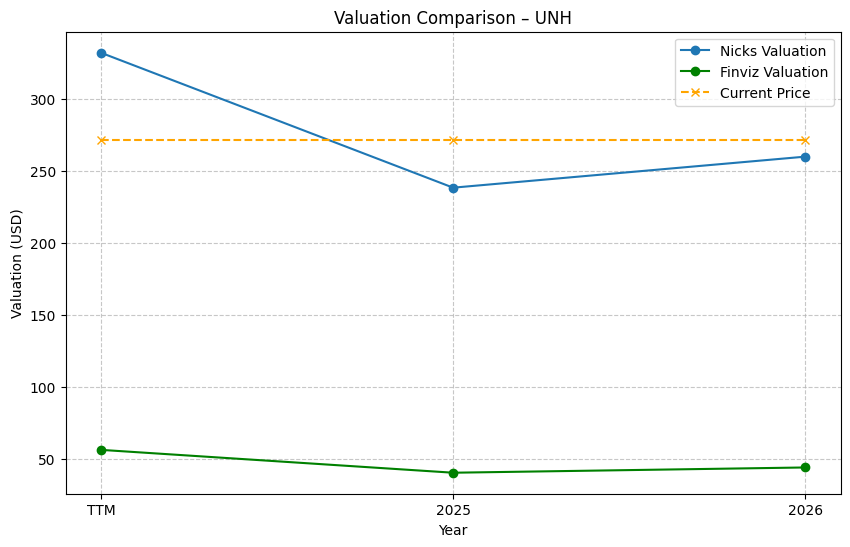 Valuation Comparison – UNH
Nicks Valuation
Finviz Valuation
Current Price
Valuation (USD)
300
250
200
150
100
50
TTM
2025
2026
Year